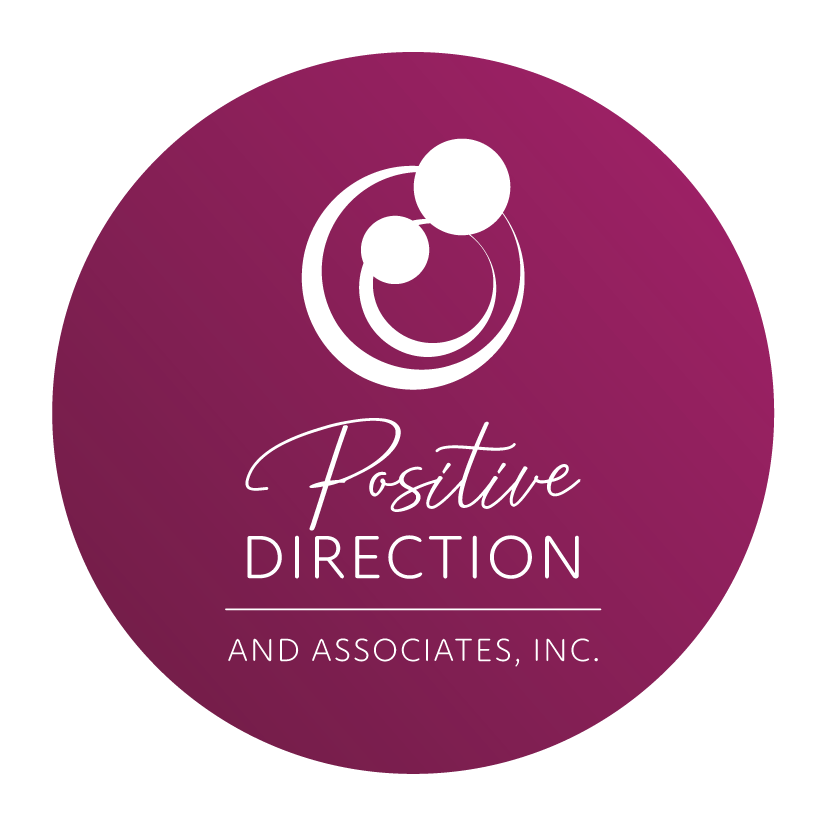 Positive
DIRECTION
AND ASSOCIATES, INC.